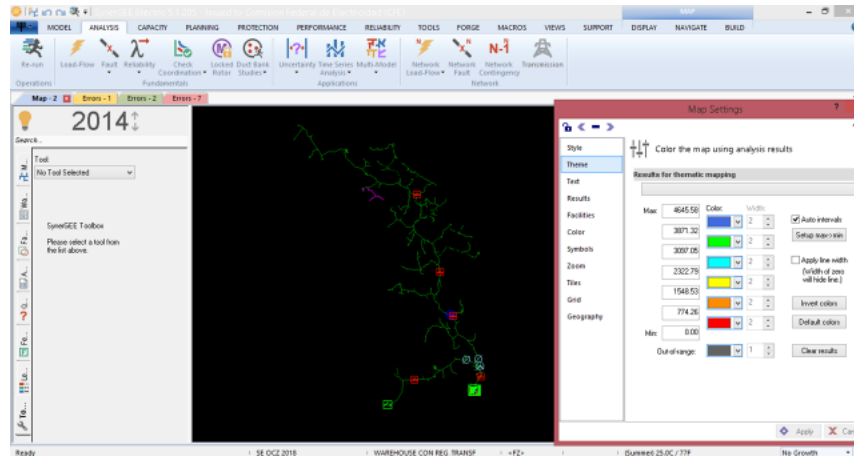 MAP
MODEL ANALYSIS CAPACITY PLANNING PROTECTION PERFORMANCE RELIABILITY TOOLS FORGE MACROS VIEWS SUPPORT DISPLAY NAVIGATE BUILD
Re-run Load-Flow Fault Reliability Check Coordination Locked Rotor Duct Bank Studies Uncertainty Time Series Analysis Multi-Model Network Load-Flow Network Fault Network Contingency Transmission
Operations Fundamentals Applications Network
Map - 2 Errors - 1 Errors - 2 Errors - 7
2014
Search..
Tool:
No Tool Selected
SynerGEE Toolbox
Please select a tool from
the list above.
Map Settings
?
Style
Theme
Text
Results
Facilities
Color
Symbols
Zoom
Tiles
Grid
Geography
Color the map using analysis results
Results for thematic mapping
Color: Width:
Max: 4645.58 2
3871.32 2
3097.05 2
2322.79 2
1548.53 2
774.26 2
Min: 0.00
Out-of-range: 1
Auto intervals
Setup max->min
Apply line width
(Width of zero
will hide line.)
Invert colors
Default colors
Clear results
Apply
Ready SE OCZ 2018 WAREHOUSE CON REG TRANSF <FZ> (Summer) 25.0C / 77F No Growth